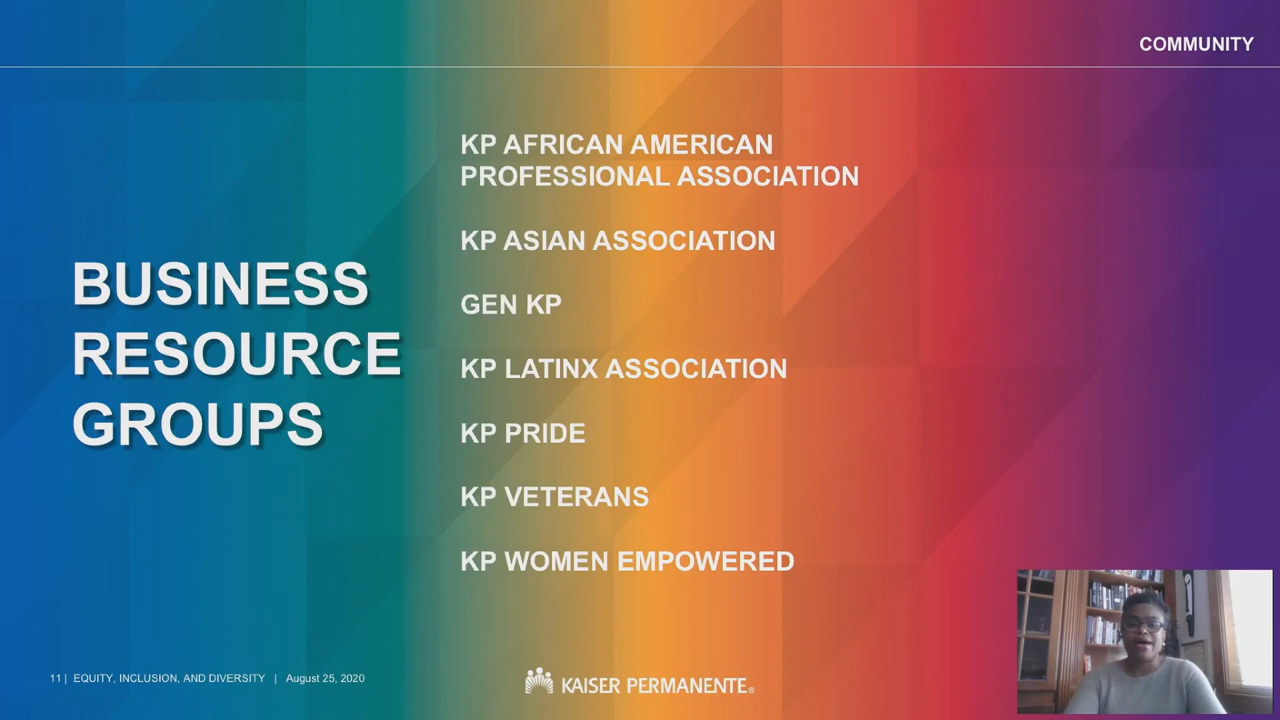 COMMUNITY
BUSINESS
RESOURCE
GROUPS
KP AFRICAN AMERICAN
PROFESSIONAL ASSOCIATION
KP ASIAN ASSOCIATION
GEN KP
KP LATINX ASSOCIATION
KP PRIDE
KP VETERANS
KP WOMEN EMPOWERED
11 | EQUITY, INCLUSION, AND DIVERSITY | August 25, 2020
KAISER PERMANENTE®